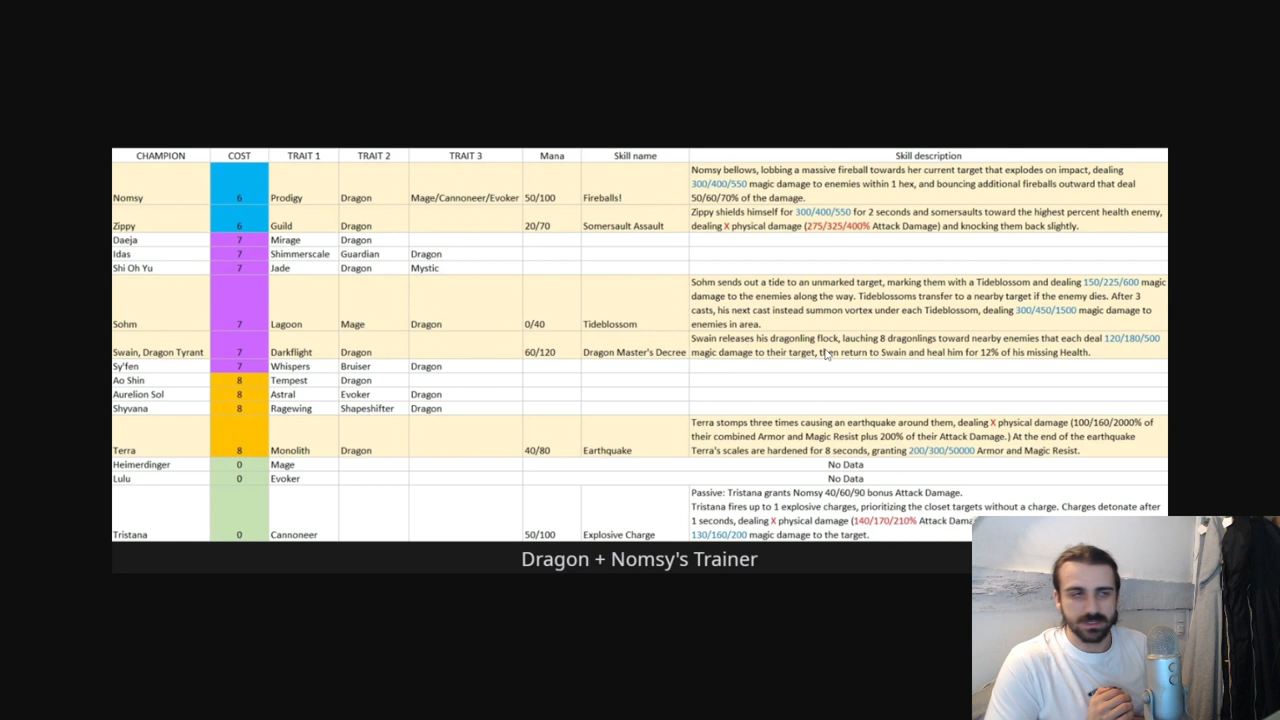 CHAMPION COST TRAIT 1 TRAIT 2 TRAIT 3 Mana Skill name Skill description
Nomsy bellows, lobbing a massive fireball towards her current target that explodes on impact, dealing
300/400/550 magic damage to enemies within 1 hex, and bouncing additional fireballs outward that deal
Nomsy 6 Prodigy Dragon Mage/Cannoneer/Evoker 50/100 Fireballs! 50/60/70% of the damage.
Zippy shields himself for 300/400/550 for 2 seconds and somersaults toward the highest percent health enemy,
Zippy 6 Guild Dragon 20/70 Somersault Assault dealing X physical damage (275/325/400% Attack Damage) and knocking them back slightly.
Daeja 7 Mirage Dragon
Idas 7 Shimmerscale Guardian Dragon
Shi Oh Yu 7 Jade Dragon Mystic
Sohm sends out a tide to an unmarked target, marking them with a Tideblossom and dealing 150/225/600 magic
damage to the enemies along the way. Tideblossoms transfer to a nearby target if the enemy dies. After 3
casts, his next cast instead summon vortex under each Tideblossom, dealing 300/450/1500 magic damage to
Sohm 7 Lagoon Mage Dragon 0/40 Tideblossom enemies in area.
Swain releases his dragonling flock, lauching 8 dragonlings toward nearby enemies that each deal 120/180/500
Swain, Dragon Tyrant 7 Darkflight Dragon 60/120 Dragon Master's Decree magic damage to their target, then return to Swain and heal him for 12% of his missing Health.
Sy'fen 7 Whispers Bruiser Dragon
Ao Shin 8 Tempest Dragon
Aurelion Sol 8 Astral Evoker Dragon
Shyvana 8 Ragewing Shapeshifter Dragon
Terra stomps three times causing an earthquake around them, dealing X physical damage (100/160/2000% of
their combined Armor and Magic Resist plus 200% of their Attack Damage.) At the end of the earthquake
Terra 8 Monolith Dragon 40/80 Earthquake Terra's scales are hardened for 8 seconds, granting 200/300/50000 Armor and Magic Resist.
Heimerdinger 0 Mage No Data
Lulu 0 Evoker No Data
Passive: Tristana grants Nomsy 40/60/90 bonus Attack Damage.
Tristana fires up to 1 explosive charges, prioritizing the closet targets without a charge. Charges detonate after
1 seconds, dealing X physical damage (140/170/210% Attack
Tristana 0 Cannoneer 50/100 Explosive Charge 130/160/200 magic damage to the target.
Dragon + Nomsy's Trainer